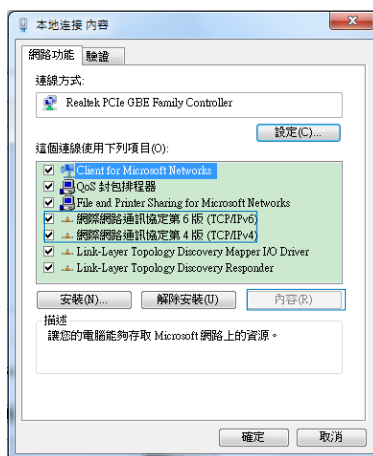 本地连接 內容
網路功能 驗證
連線方式:
Realtek PCIe GBE Family Controller
設定(C)...
這個連線使用下列項目(O):
Client for Microsoft Networks
QoS 封包排程器
File and Printer Sharing for Microsoft Networks
網際網路通訊協定第 6 版 (TCP/IPv6)
網際網路通訊協定第 4 版 (TCP/IPv4)
Link-Layer Topology Discovery Mapper I/O Driver
Link-Layer Topology Discovery Responder
安裝(N)... 解除安裝(U) 內容(R)
描述
讓您的電腦能夠存取 Microsoft 網路上的資源。
確定 取消